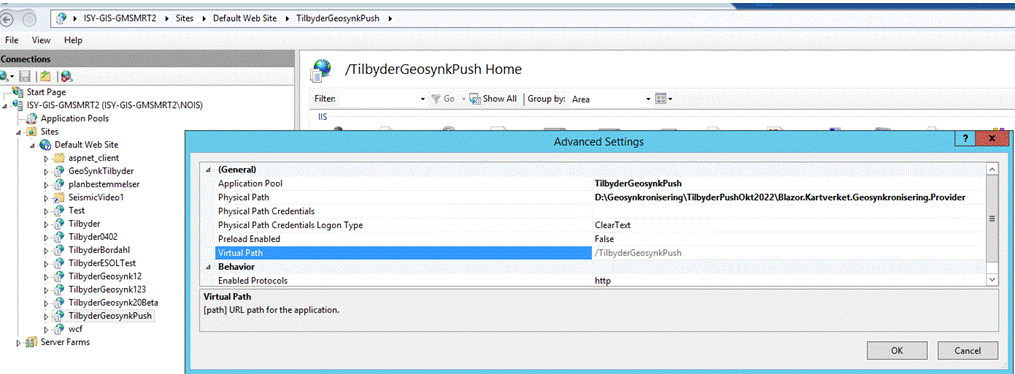 ISY-GIS-GMSMRT2 Sites Default Web Site TilbyderGeosynkPush
File View Help
Connections
Start Page
ISY-GIS-GMSMRT2 (ISY-GIS-GMSMRT2\NOIS)
Application Pools
Sites
Default Web Site
aspnet_client
GeoSynkTilbyder
planbestemmelser
SeismicVideo1
Test
Tilbyder
Tilbyder0402
TilbyderBordahl
TilbyderESOLTest
TilbyderGeosynk12
TilbyderGeosynk123
TilbyderGeosynk20Beta
TilbyderGeosynkPush
wcf
Server Farms
/TilbyderGeosynkPush Home
Filter: Go Show All Group by: Area
IIS
Advanced Settings
? x
(General)
Application Pool TilbyderGeosynkPush
Physical Path D:\Geosynkronisering\TilbyderPushOkt2022\Blazor.Kartverket.Geosynkronisering.Provider
Physical Path Credentials
Physical Path Credentials Logon Type ClearText
Preload Enabled False
Virtual Path /TilbyderGeosynkPush
Behavior
Enabled Protocols http
Virtual Path
[path] URL path for the application.
OK Cancel